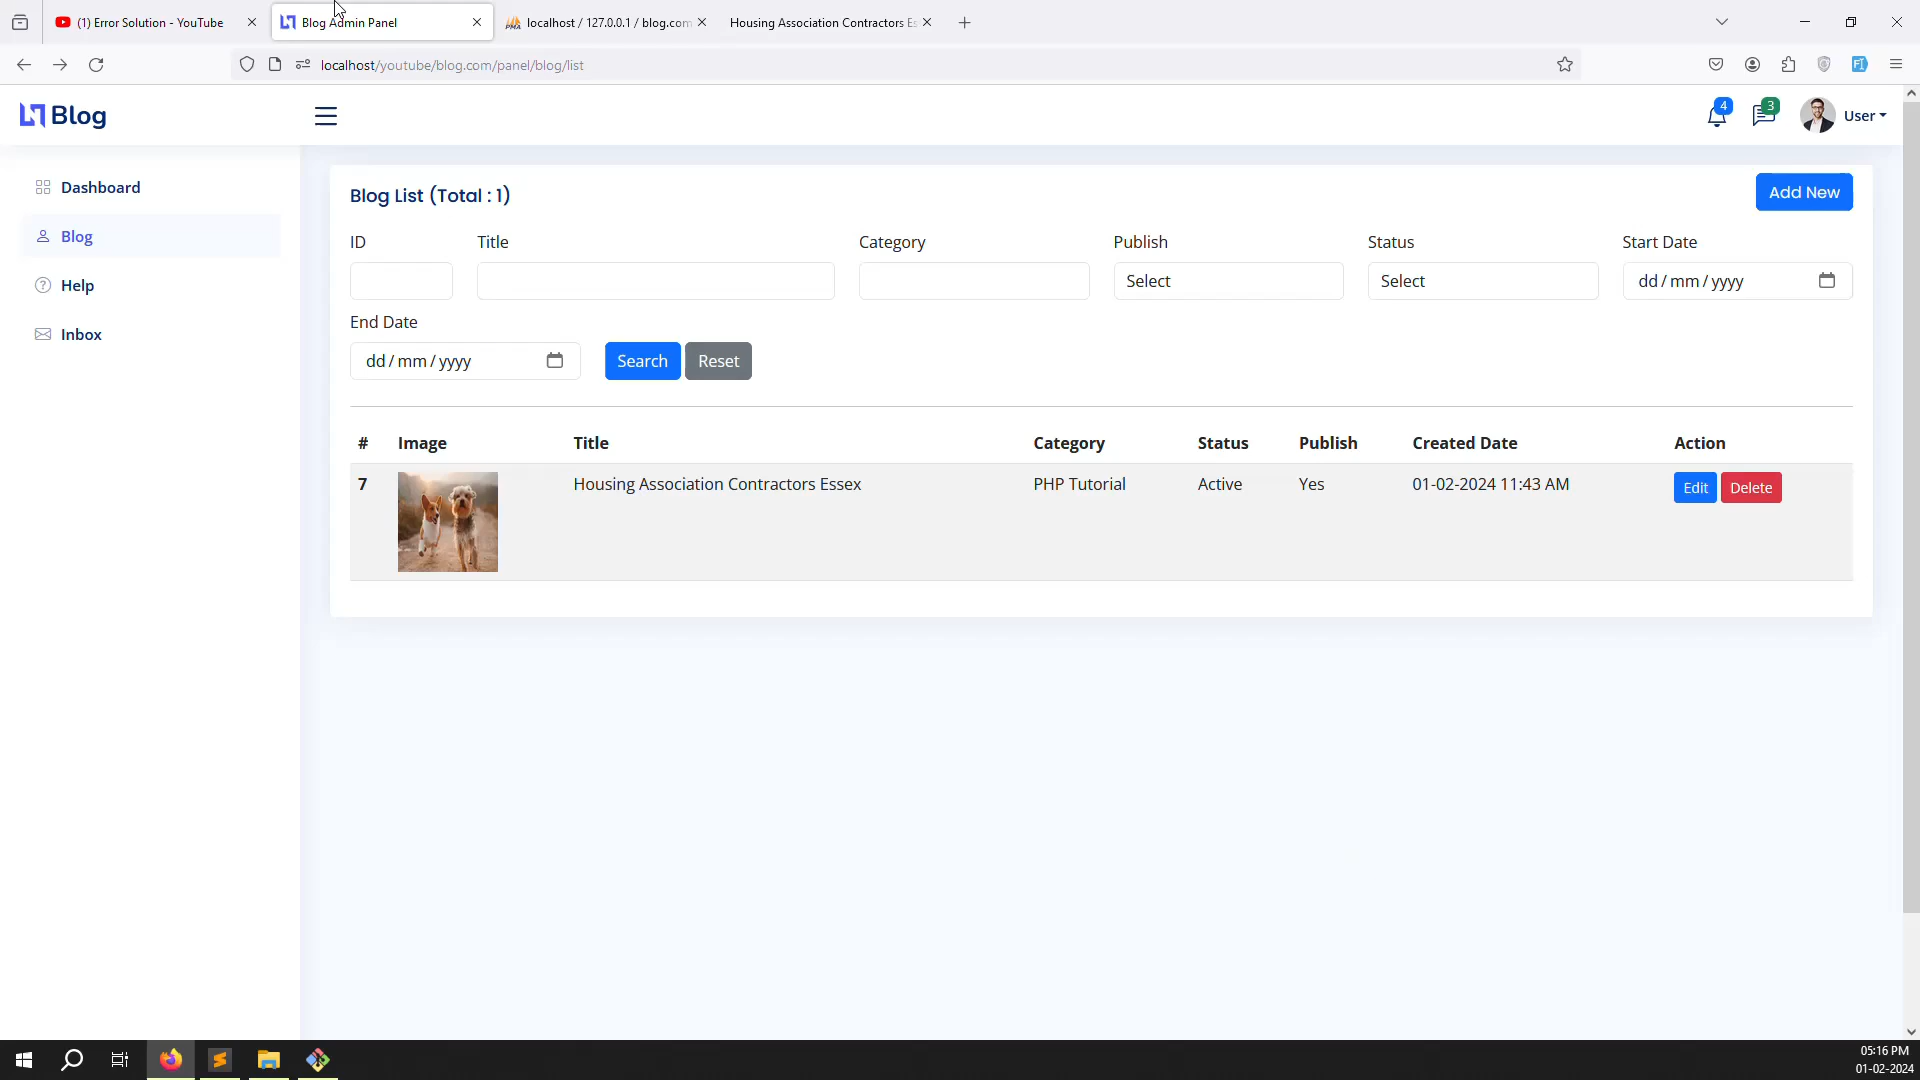 (1) Error Solution - YouTube
Blog Admin Panel
localhost / 127.0.0.1 / blog.com
Housing Association Contractors Es
localhost/youtube/blog.com/panel/blog/list
Blog
4
3
User
Dashboard
Blog
Help
Inbox
Blog List (Total : 1)
Add New
ID Title Category Publish Status Start Date
Select Select dd/mm/yyyy
End Date
dd/mm/yyyy Search Reset
# Image Title Category Status Publish Created Date Action
7 Housing Association Contractors Essex PHP Tutorial Active Yes 01-02-2024 11:43 AM Edit Delete
05:16 PM
01-02-2024